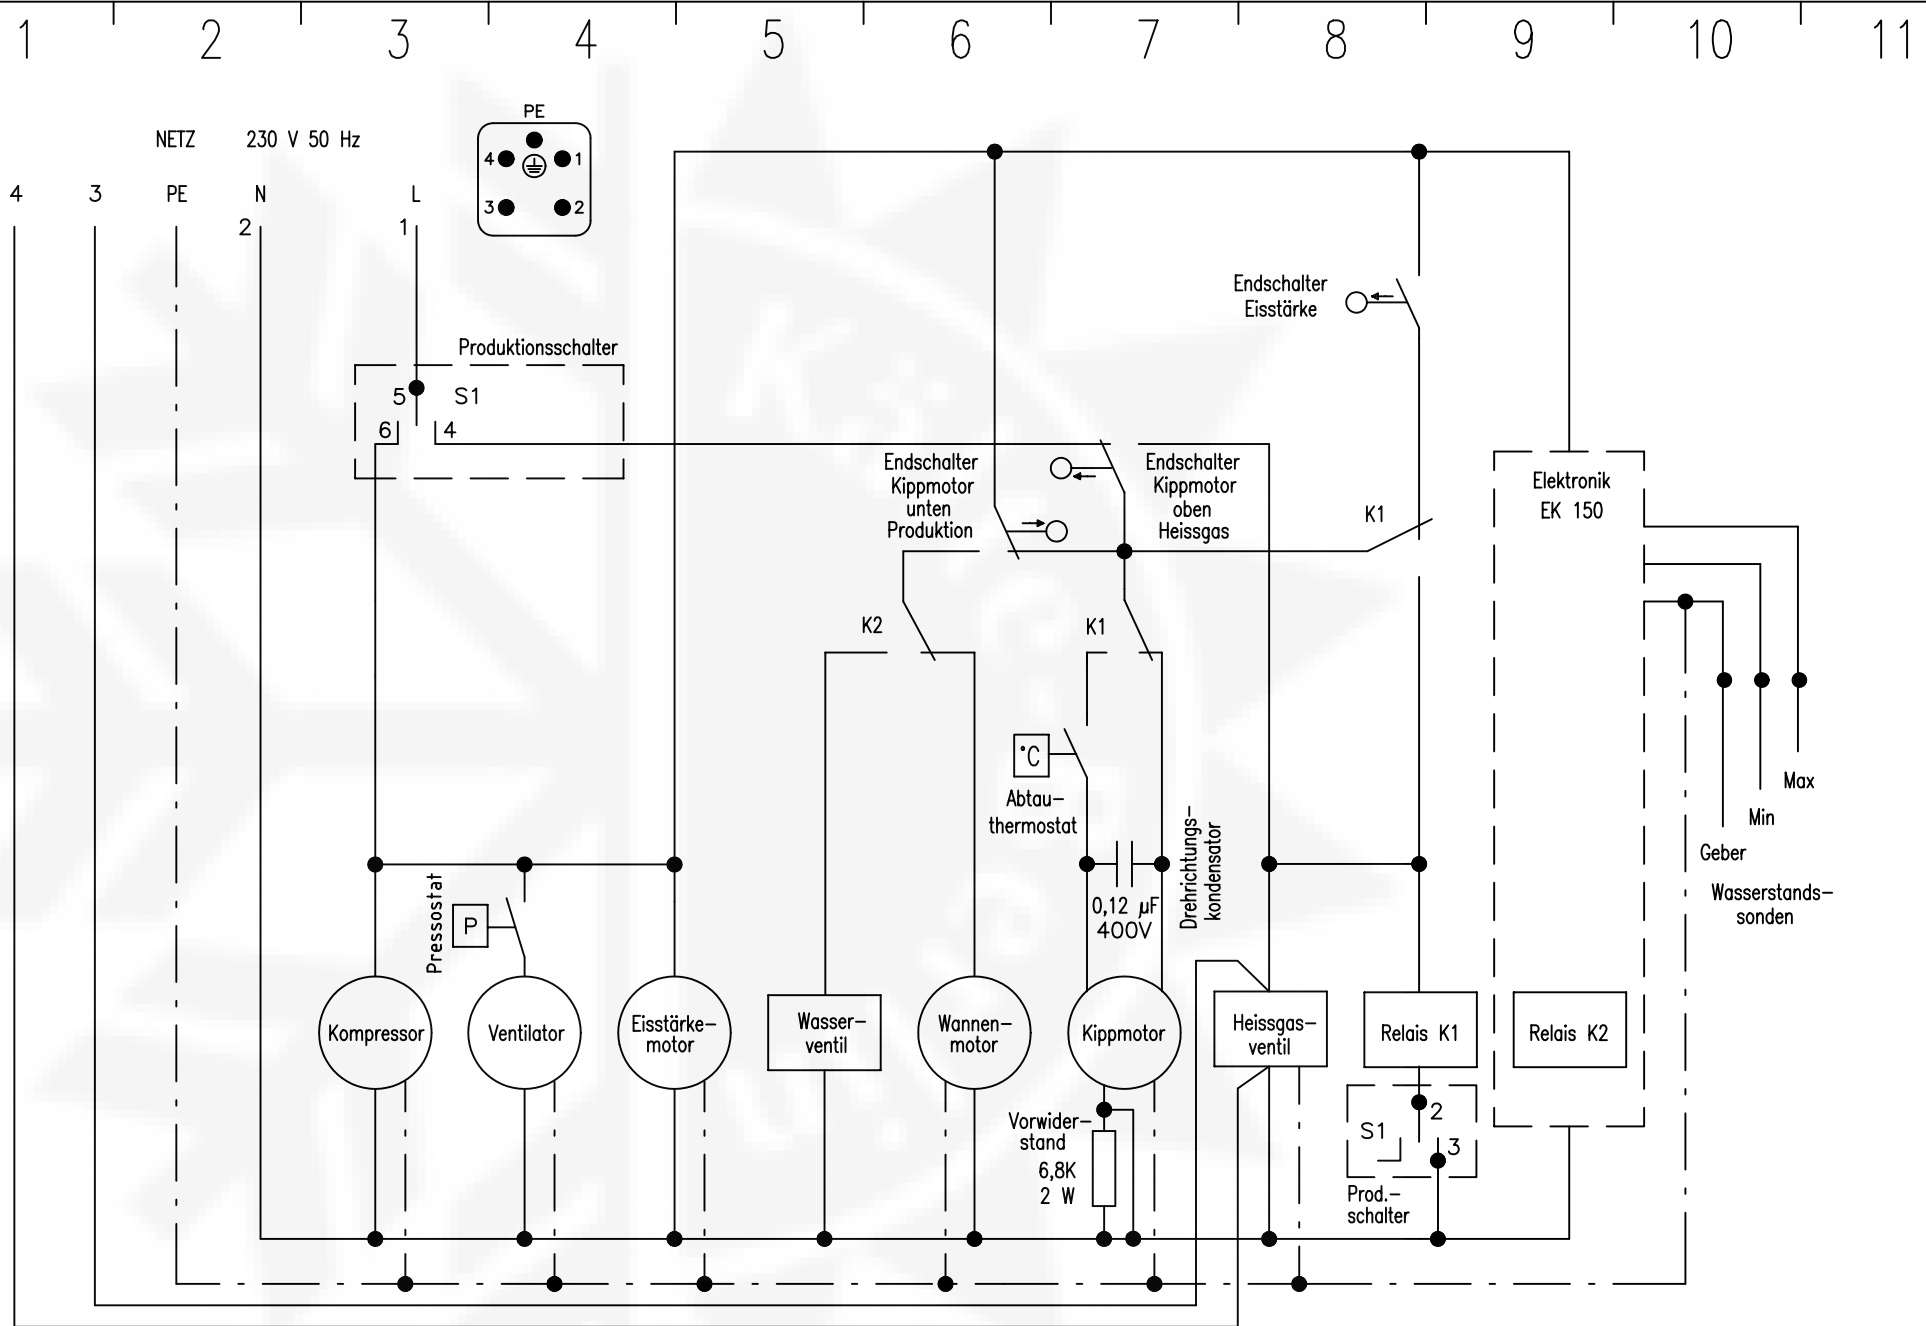 1 2 3 4 5 6 7 8 9 10 11
PE
NETZ 230 V 50 Hz
4 1
3 2
4 3 PE N L
2 1
Endschalter
Eisstärke
Produktionsschalter
5 S1
6 4
Endschalter
Kippmotor
unten
Produktion
Endschalter
Kippmotor
oben
Heissgas
K1
Elektronik
EK 150
K2
K1
°C
Abtau-
thermostat
Drehrichtungs-
kondensator
0,12 µF
400V
Max
Min
Geber
Wasserstands-
sonden
Pressostat
P
Kompressor
Ventilator
Eisstärke-
motor
Wasser-
ventil
Wannen-
motor
Kippmotor
Heissgas-
ventil
Relais K1
Relais K2
Vorwider-
stand
6,8K
2 W
2
S1
3
Prod.-
schalter